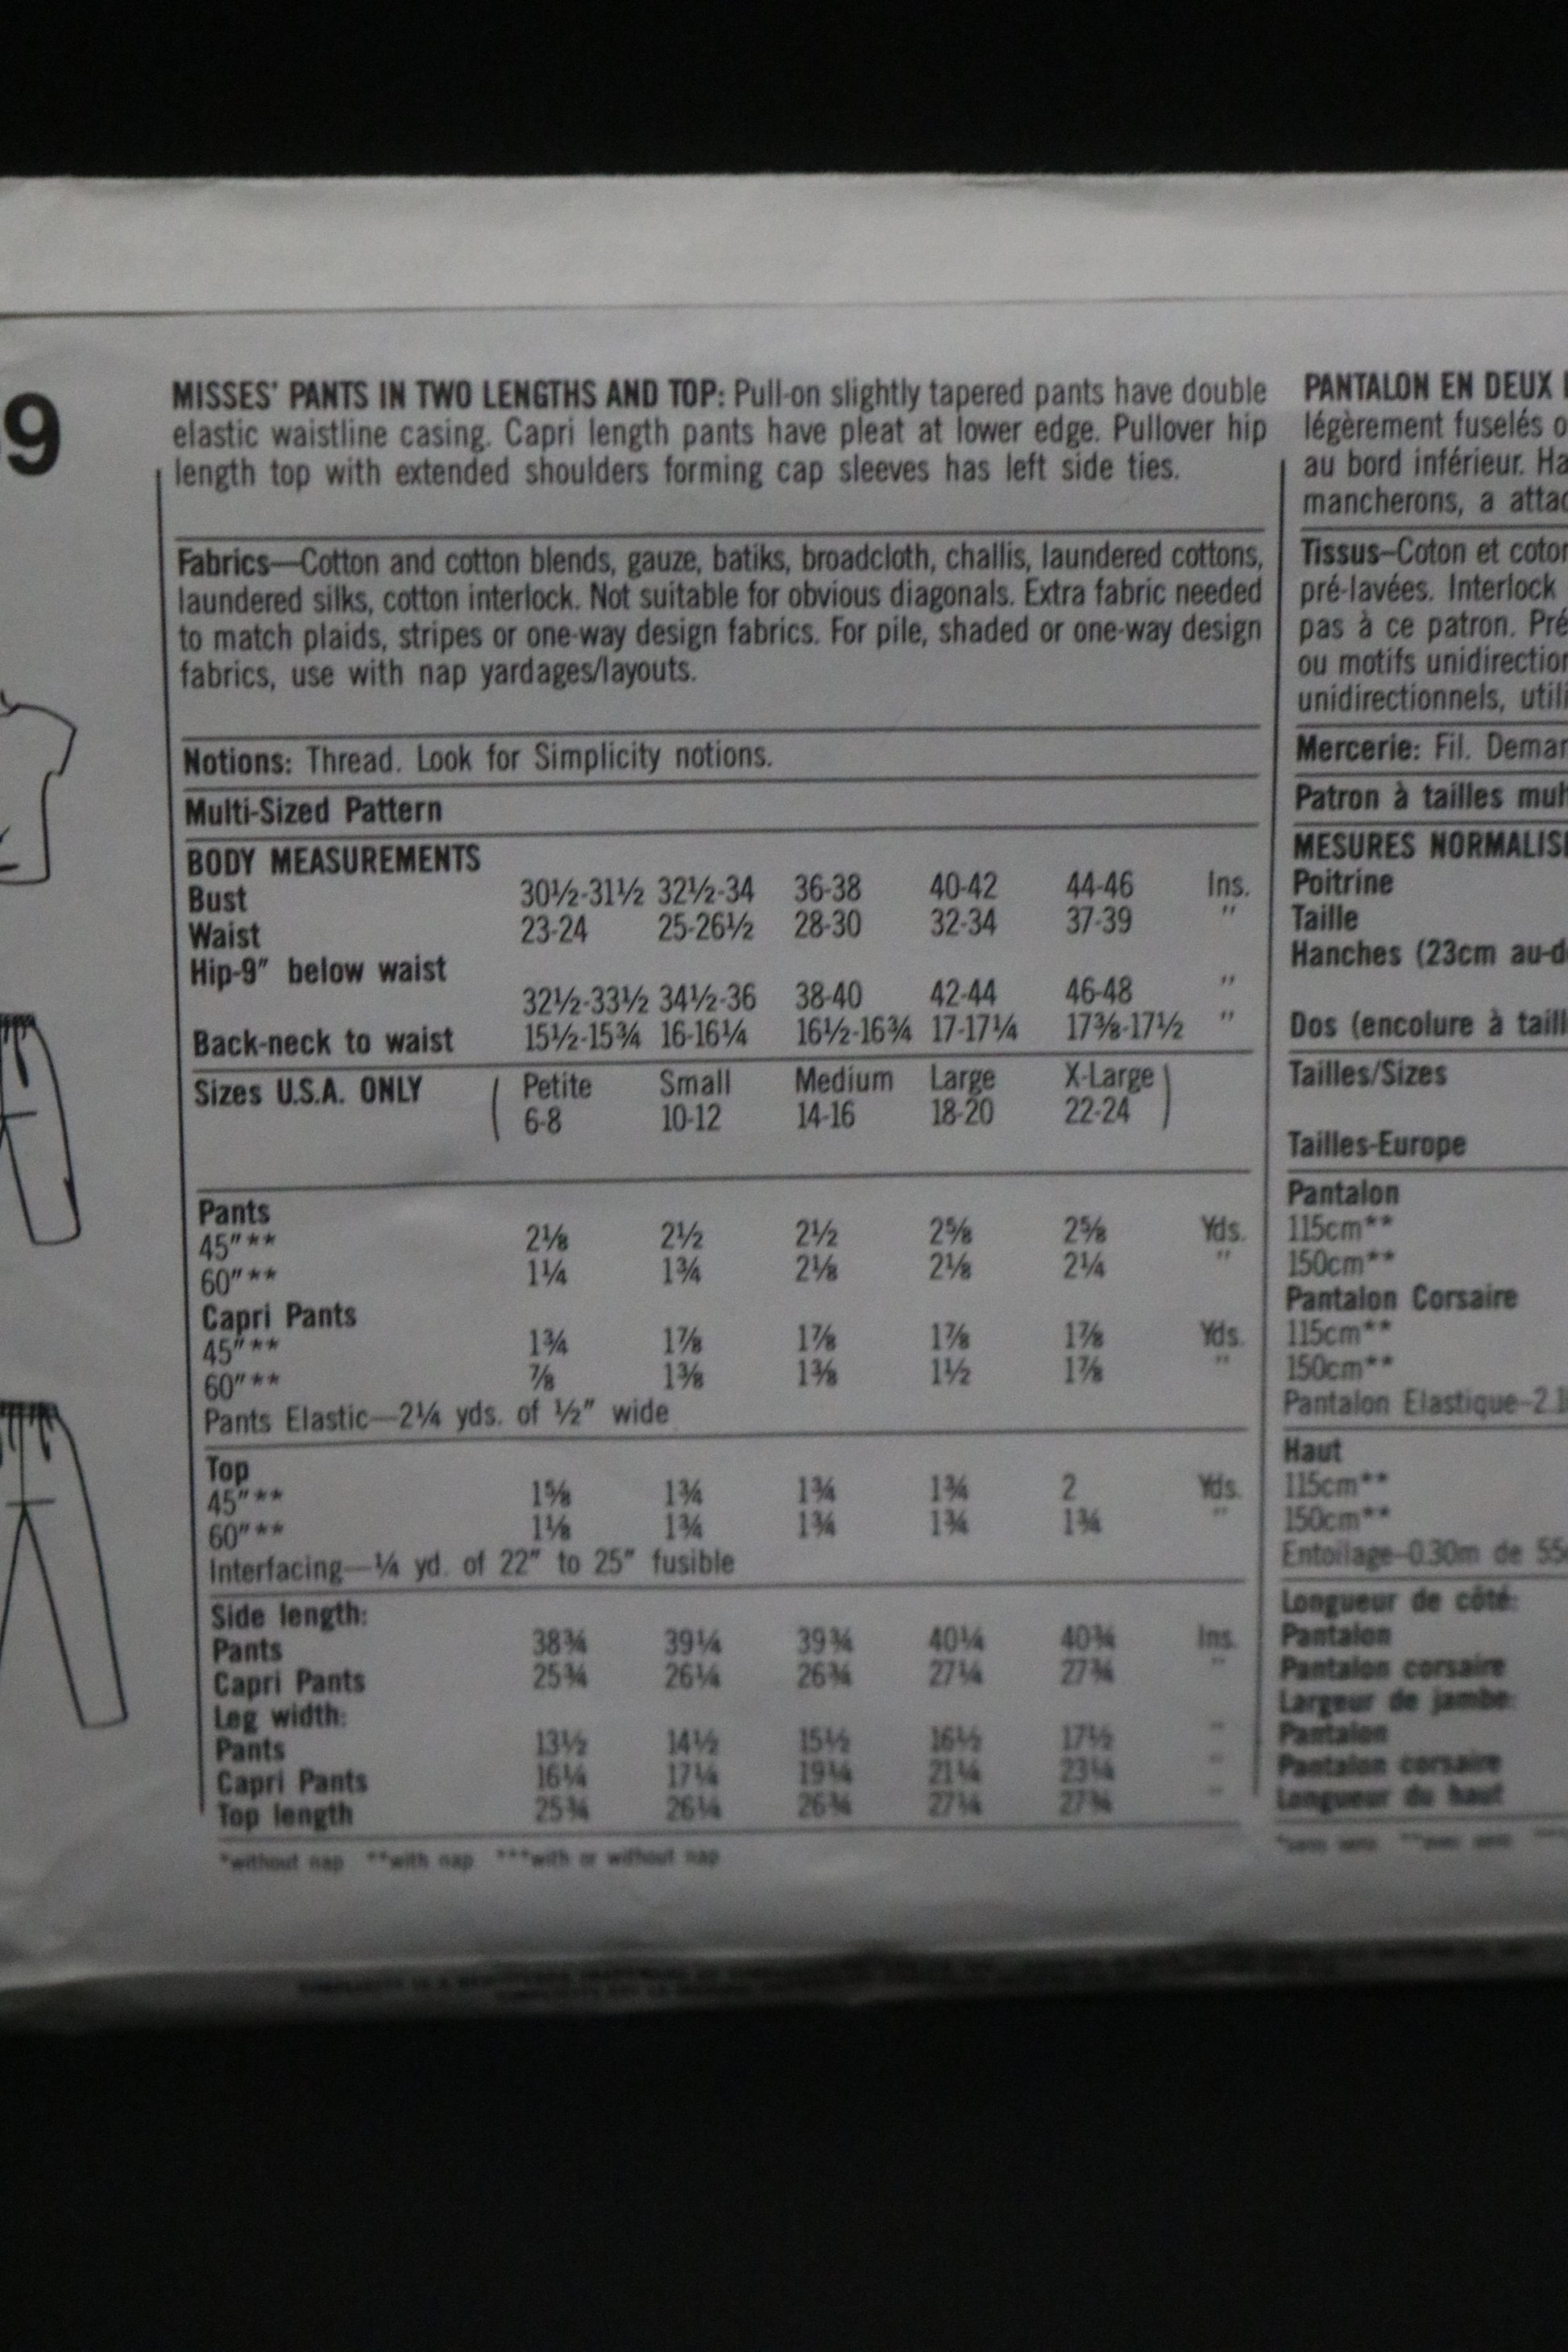 9
MISSES' PANTS IN TWO LENGTHS AND TOP: Pull-on slightly tapered pants have double
elastic waistline casing. Capri length pants have pleat at lower edge. Pullover hip
length top with extended shoulders forming cap sleeves has left side ties.
Fabrics—Cotton and cotton blends, gauze, batiks, broadcloth, challis, laundered cottons,
laundered silks, cotton interlock. Not suitable for obvious diagonals. Extra fabric needed
to match plaids, stripes or one-way design fabrics. For pile, shaded or one-way design
fabrics, use with nap yardages/layouts.
Notions: Thread. Look for Simplicity notions.
Multi-Sized Pattern
BODY MEASUREMENTS
Bust 30½-31½ 32½-34 36-38 40-42 44-46 Ins.
Waist 23-24 25-26½ 28-30 32-34 37-39 "
Hip-9" below waist
32½-33½ 34½-36 38-40 42-44 46-48 "
Back-neck to waist 15½-15¾ 16-16¼ 16½-16¾ 17-17¼ 17⅜-17½ "
Sizes U.S.A. ONLY ( Petite Small Medium Large X-Large )
6-8 10-12 14-16 18-20 22-24
Pants
45"** 2⅛ 2½ 2½ 2⅝ 2⅝ Yds.
60"** 1¼ 1¾ 2⅛ 2⅛ 2¼ "
Capri Pants
45"** 1¾ 1⅞ 1⅞ 1⅞ 1⅞ Yds.
60"** ⅞ 1⅜ 1⅜ 1½ 1⅞ "
Pants Elastic—2¼ yds. of ½" wide
Top
45"** 1⅝ 1¾ 1¾ 1¾ 2 Yds.
60"** 1⅛ 1¾ 1¾ 1¾ 1¾ "
Interfacing—¼ yd. of 22" to 25" fusible
Side length:
Pants 38¾ 39¼ 39¾ 40¼ 40¾ Ins.
Capri Pants 25¾ 26¼ 26¾ 27¼ 27¾ "
Leg width:
Pants 13½ 14½ 15½ 16½ 17½ "
Capri Pants 16¼ 17¼ 19¼ 21¼ 23¼ "
Top length 25¾ 26¼ 26¾ 27¼ 27¾ "
*without nap **with nap ***with or without nap
PANTALON EN DEUX
légèrement fuselés o
au bord inférieur. Ha
mancherons, a attac
Tissus–Coton et coton
pré-lavées. Interlock
pas à ce patron. Pré
ou motifs unidirection
unidirectionnels, utili
Mercerie: Fil. Deman
Patron à tailles mult
MESURES NORMALISÉ
Poitrine
Taille
Hanches (23cm au-d
Dos (encolure à taill
Tailles/Sizes
Tailles-Europe
Pantalon
115cm**
150cm**
Pantalon Corsaire
115cm**
150cm**
Pantalon Elastique–2.1
Haut
115cm**
150cm**
Entoilage–0.30m de 55
Longueur de côté:
Pantalon
Pantalon corsaire
Largeur de jambe:
Pantalon
Pantalon corsaire
Longueur du haut